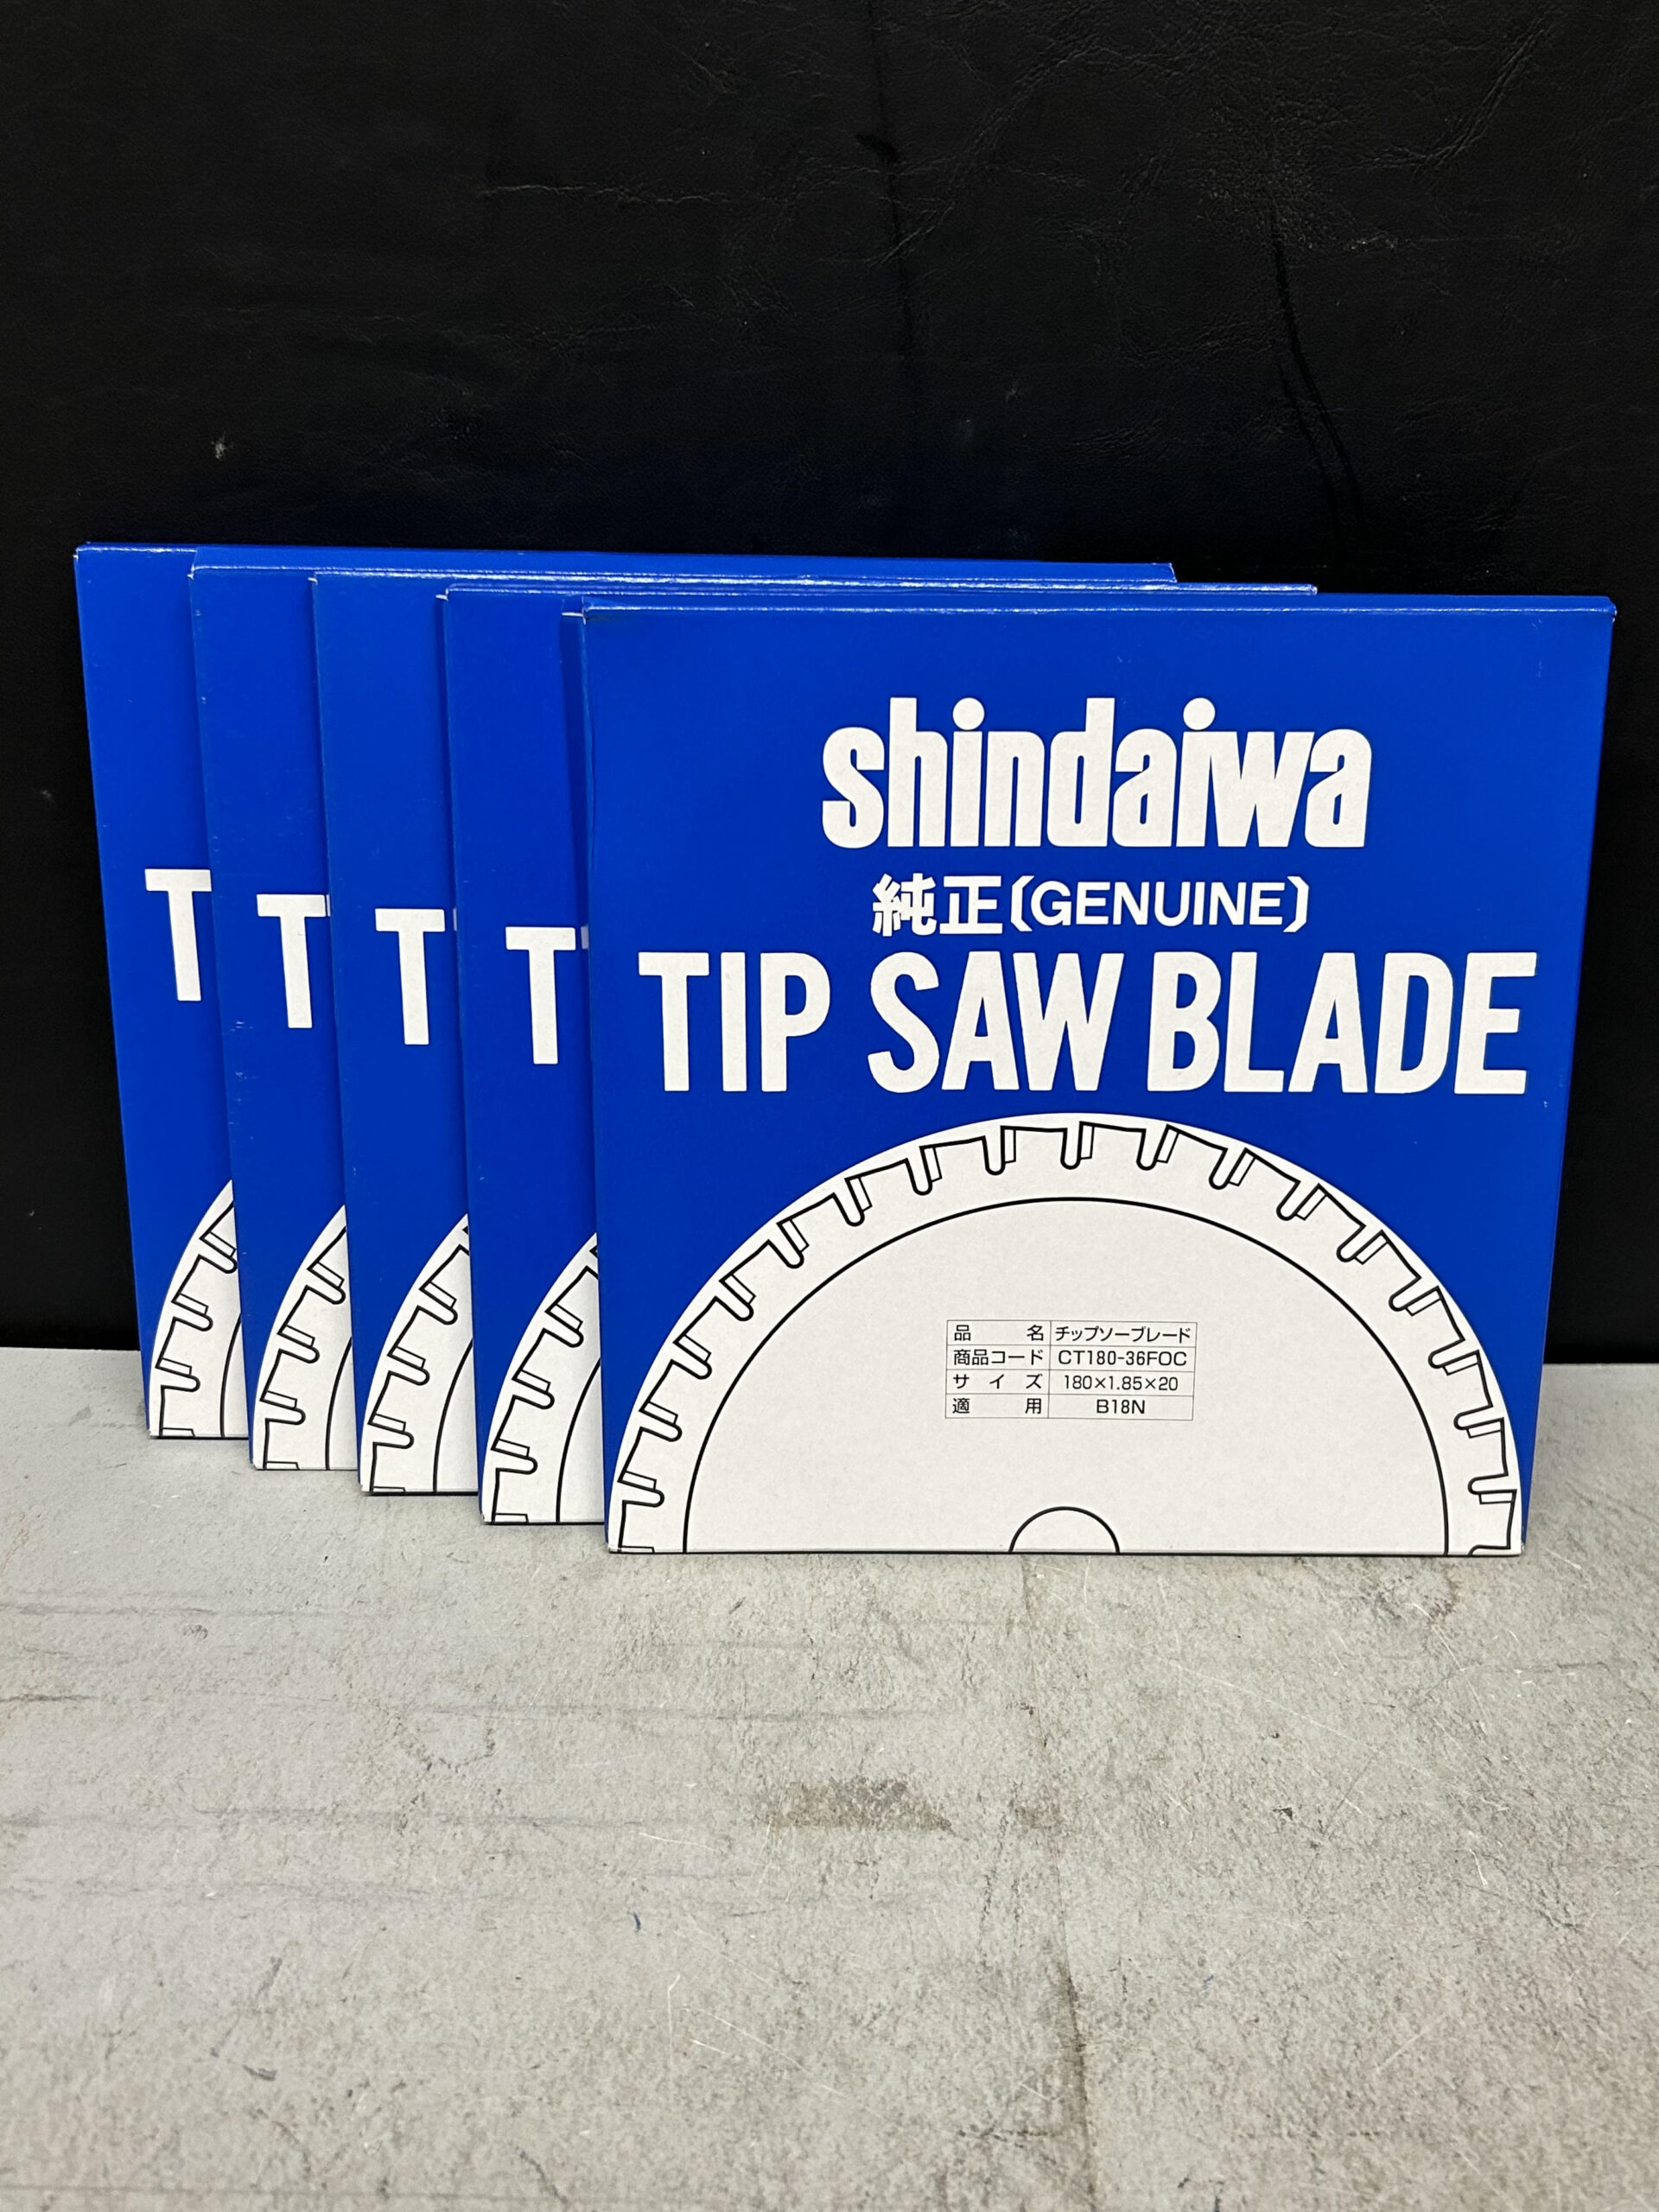 T
T
T
T
shindaiwa
純正〔GENUINE〕
TIP SAW BLADE
品 名 チップソーブレード
商品コード CT180-36FOC
サイズ 180×1.85×20
適 用 B18N